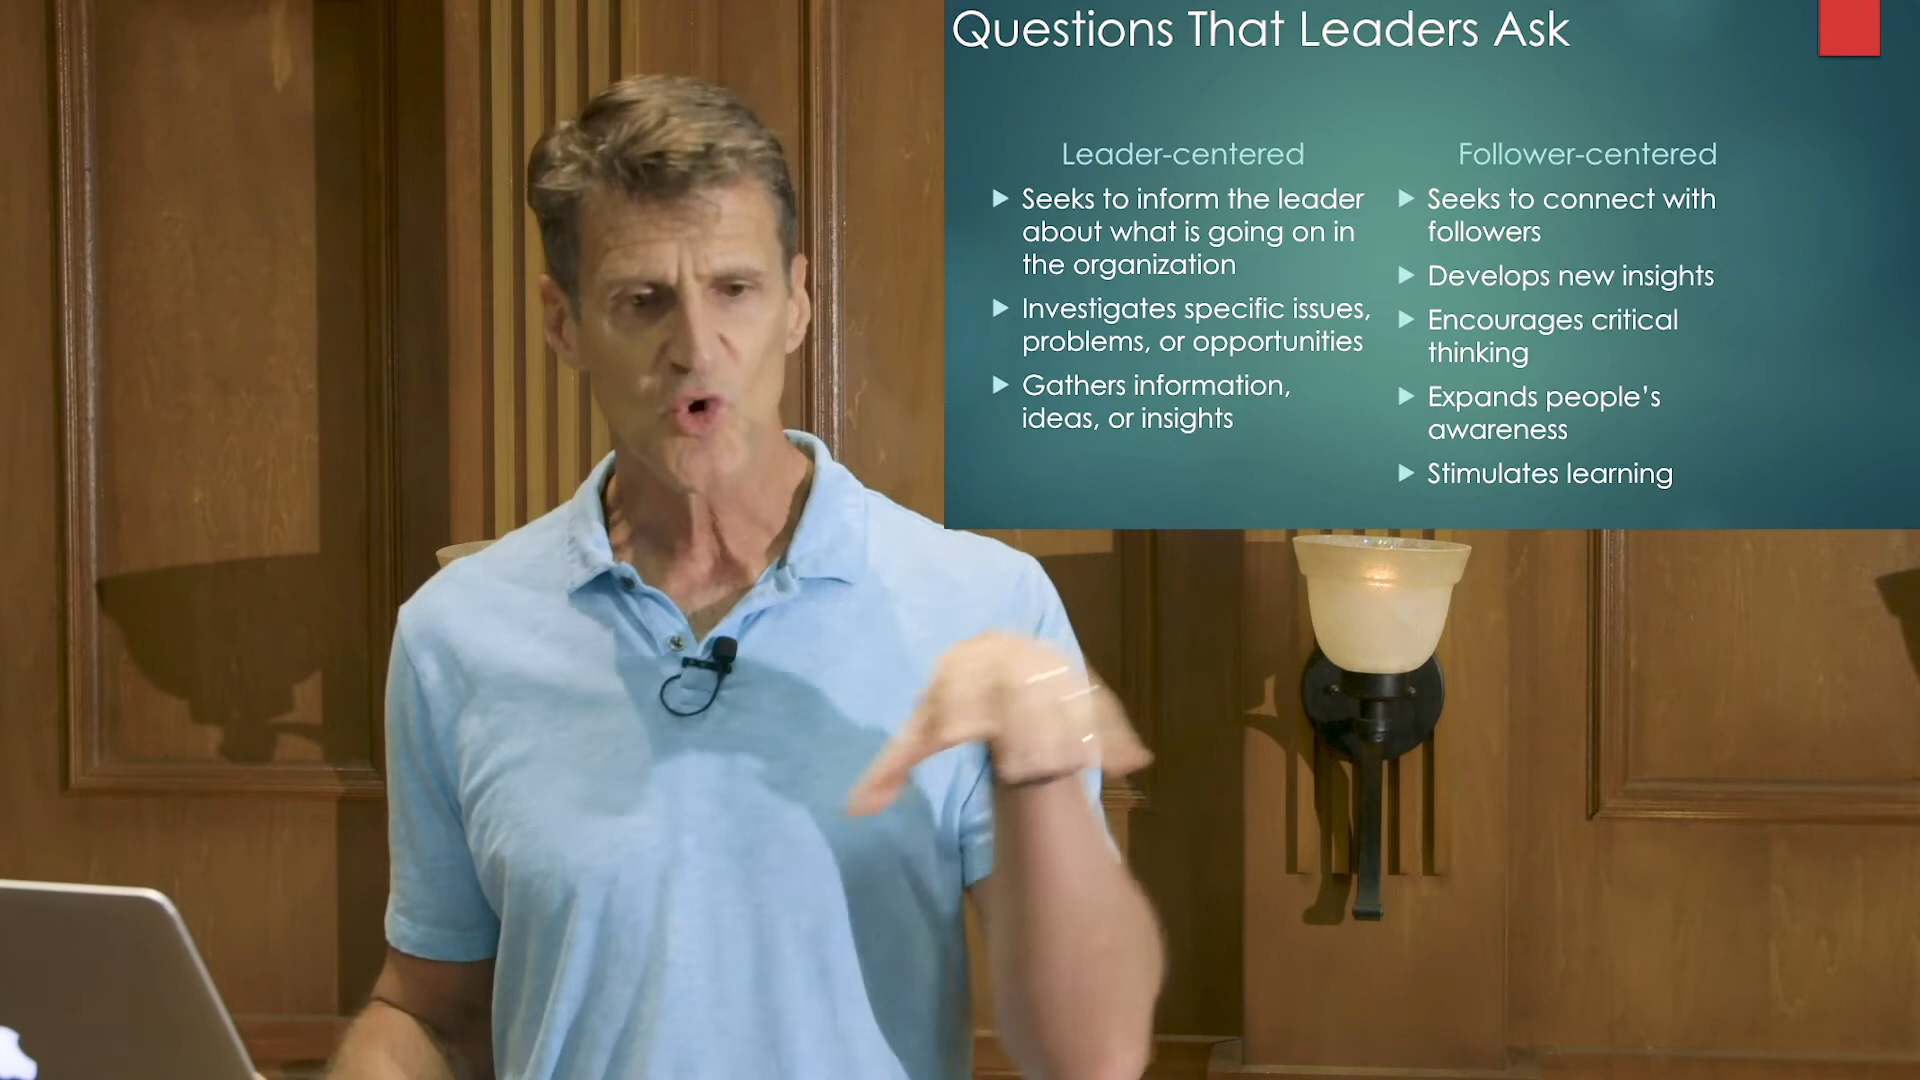 Questions That Leaders Ask
Leader-centered
Seeks to inform the leader
about what is going on in
the organization
Investigates specific issues,
problems, or opportunities
Gathers information,
ideas, or insights
Follower-centered
Seeks to connect with
followers
Develops new insights
Encourages critical
thinking
Expands people’s
awareness
Stimulates learning